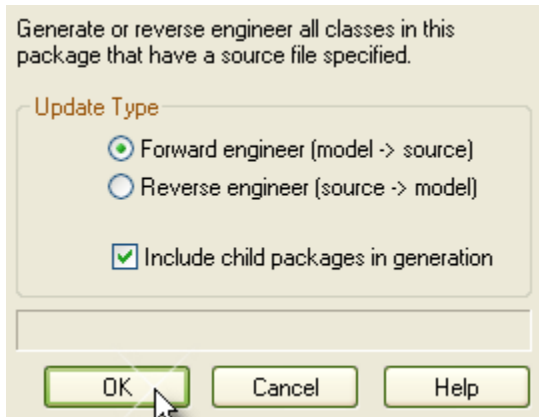 Generate or reverse engineer all classes in this
package that have a source file specified.
Update Type
Forward engineer (model -> source)
Reverse engineer (source -> model)
Include child packages in generation
OK Cancel Help